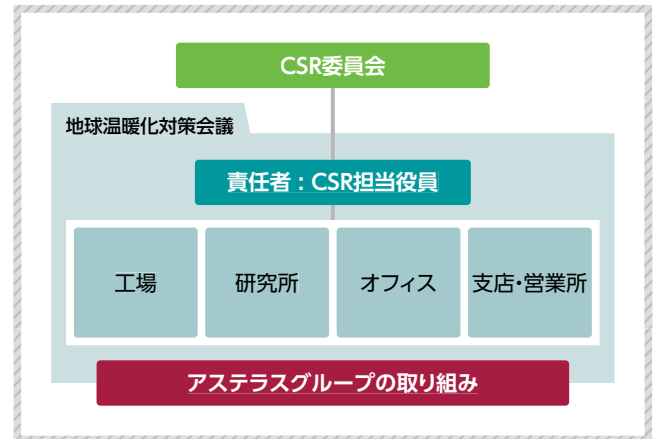 CSR委員会
地球温暖化対策会議
責任者：CSR担当役員
工場
研究所
オフィス
支店・営業所
アステラスグループの取り組み